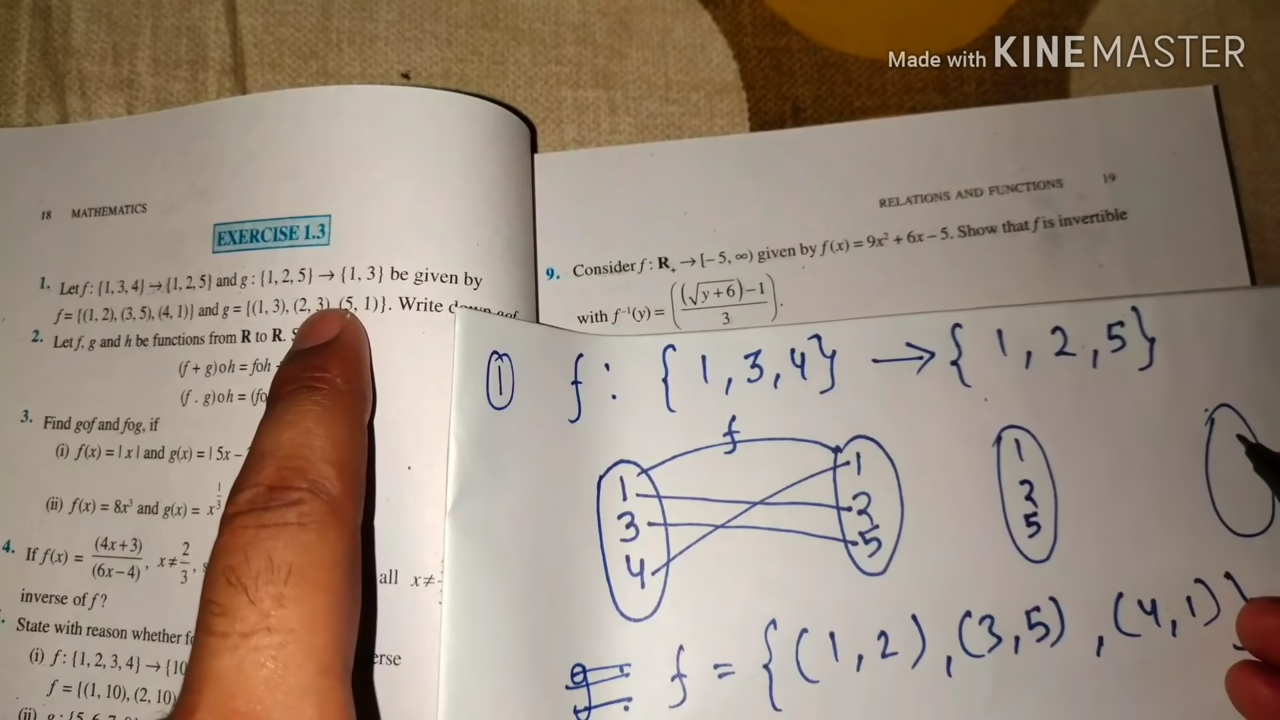 Made with KINEMASTER
18 MATHEMATICS
EXERCISE 1.3
1. Let f : {1, 3, 4} → {1, 2, 5} and g : {1, 2, 5} → {1, 3} be given by
f = {(1, 2), (3, 5), (4, 1)} and g = {(1, 3), (2, 3), (5, 1)}. Write down gof
2. Let f, g and h be functions from R to R.
(f + g)oh = foh
(f . g)oh = (fo
3. Find gof and fog, if
(i) f(x) = | x | and g(x) = | 5x –
(ii) f(x) = 8x³ and g(x) = x^(1/3)
4. If f(x) = (4x+3)/(6x−4), x ≠ 2/3, all x ≠
inverse of f?
State with reason whether
(i) f : {1, 2, 3, 4} → {10
erse
f = {(1, 10), (2, 10)
RELATIONS AND FUNCTIONS 19
9. Consider f : R₊ → [– 5, ∞) given by f(x) = 9x² + 6x – 5. Show that f is invertible
with f⁻¹(y) = ((√y+6)−1)/3).
① f : {1,3,4} → {1,2,5}
f
1 1 1
3 2 2
4 5 5
g : f = {(1,2),(3,5),(4,1)}